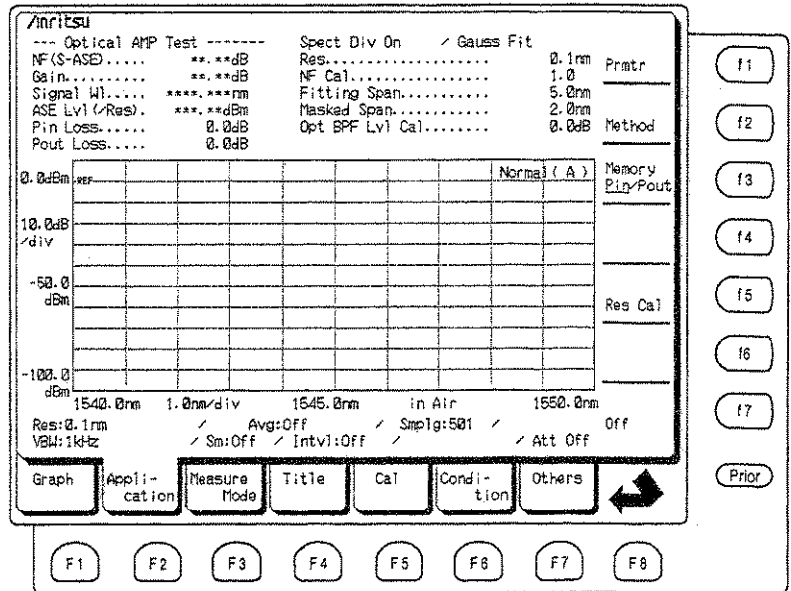 /Inritsu
--- Optical AMP Test ------- Spect Div On / Gauss Fit
NF(S-ASE)..... **.**dB Res.................... 0.1nm
Gain.......... **.**dB NF Cal................. 1.0
Signal Wl..... ****.***nm Fitting Span........... 5.0nm
ASE Lvl(/Res). ***.**dBm Masked Span............ 2.0nm
Pin Loss...... 0.0dB Opt BPF Lvl Cal........ 0.0dB
Pout Loss..... 0.0dB
Prmtr
Method
Memory
Pin/Pout
Res Cal
Off
Normal(A)
0.0dBm REF
10.0dB
/div
-50.0
dBm
-100.0
dBm
1540.0nm 1.0nm/div 1545.0nm in Air 1550.0nm
Res:0.1nm / Avg:Off / Smplg:501 /
VBW:1kHz / Sm:Off / Intvl:Off / / Att Off
Graph
Appli-
cation
Measure
Mode
Title
Cal
Condi-
tion
Others
f1
f2
f3
f4
f5
f6
f7
Prior
F1 F2 F3 F4 F5 F6 F7 F8